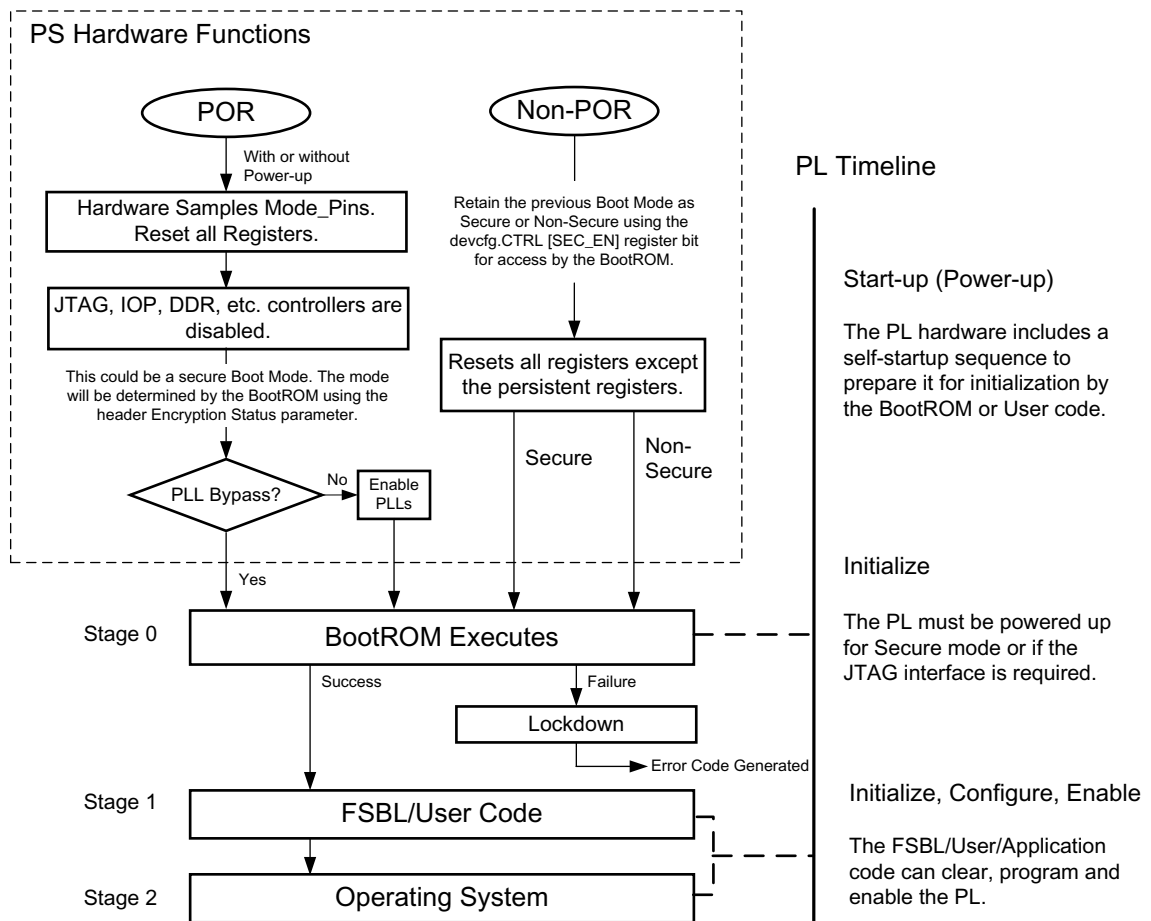 PS Hardware Functions
POR
Non-POR
With or without
Power-up
Hardware Samples Mode_Pins.
Reset all Registers.
JTAG, IOP, DDR, etc. controllers are
disabled.
This could be a secure Boot Mode. The mode
will be determined by the BootROM using the
header Encryption Status parameter.
PLL Bypass?
No
Enable
PLLs
Yes
Retain the previous Boot Mode as
Secure or Non-Secure using the
devcfg.CTRL [SEC_EN] register bit
for access by the BootROM.
Resets all registers except
the persistent registers.
Secure
Non-
Secure
Stage 0
BootROM Executes
Success
Failure
Lockdown
Error Code Generated
Stage 1
FSBL/User Code
Stage 2
Operating System
PL Timeline
Start-up (Power-up)
The PL hardware includes a
self-startup sequence to
prepare it for initialization by
the BootROM or User code.
Initialize
The PL must be powered up
for Secure mode or if the
JTAG interface is required.
Initialize, Configure, Enable
The FSBL/User/Application
code can clear, program and
enable the PL.